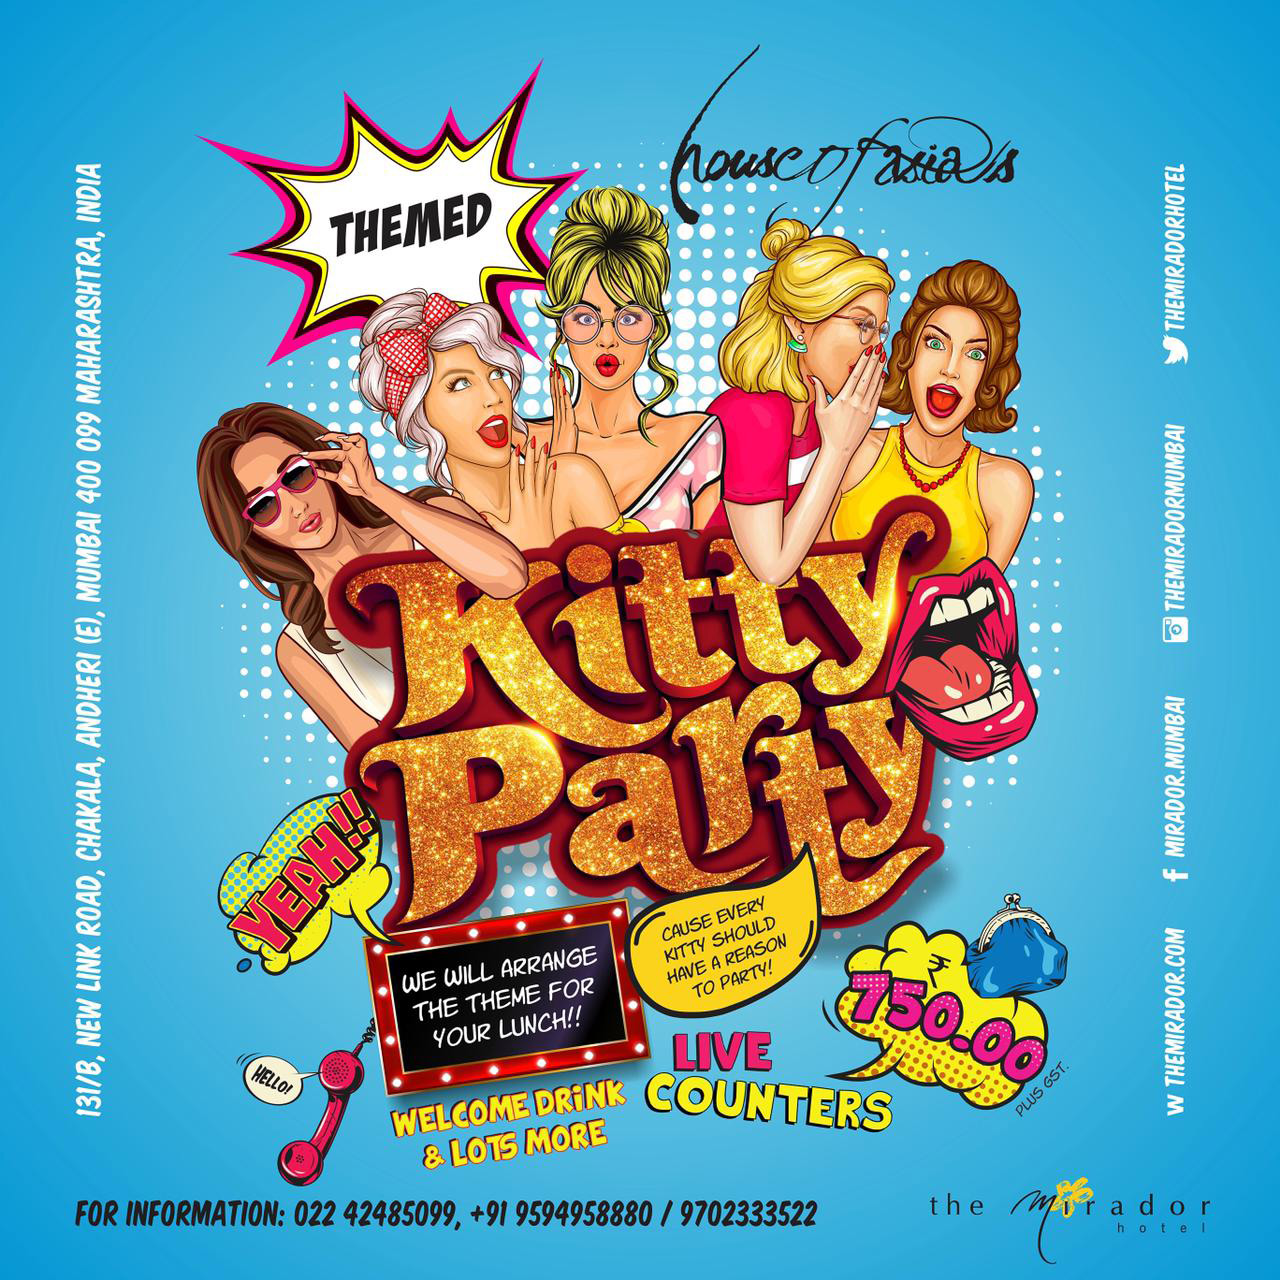 THEMED
house of asia's
Kitty
Party
YEAH!!
WE WILL ARRANGE
THE THEME FOR
YOUR LUNCH!!
CAUSE EVERY
KITTY SHOULD
HAVE A REASON
TO PARTY!
₹
750.00
PLUS GST.
HELLO!
WELCOME DRiNK
& LOTS MORE
LIVE
COUNTERS
131/B, NEW LINK ROAD, CHAKALA, ANDHERI (E), MUMBAI 400 099 MAHARASHTRA, INDIA
W THEMIRADOR.COM
f MIRADOR.MUMBAI
THEMIRADORMUMBAI
THEMIRADORHOTEL
FOR INFORMATION: 022 42485099, +91 9594958880 / 9702333522
the mirador
hotel